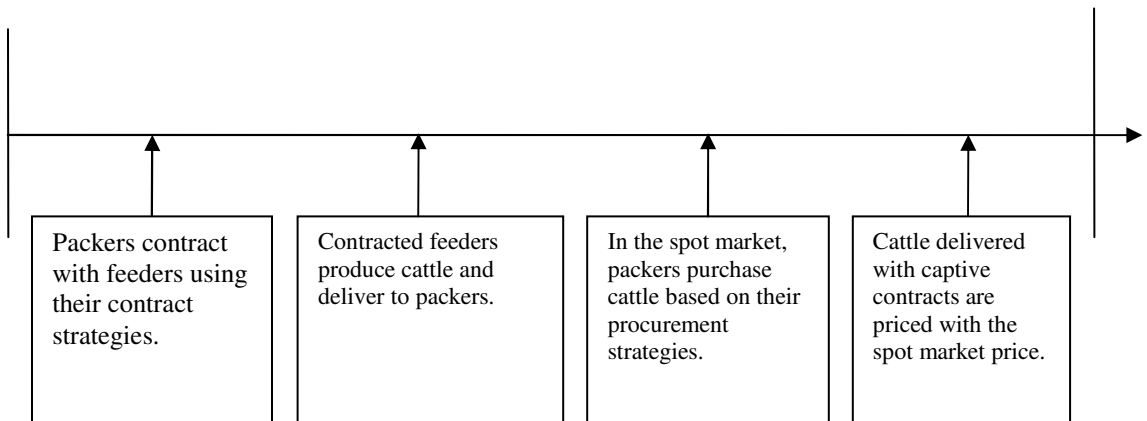 Packers contract
with feeders using
their contract
strategies.
Contracted feeders
produce cattle and
deliver to packers.
In the spot market,
packers purchase
cattle based on their
procurement
strategies.
Cattle delivered
with captive
contracts are
priced with the
spot market price.